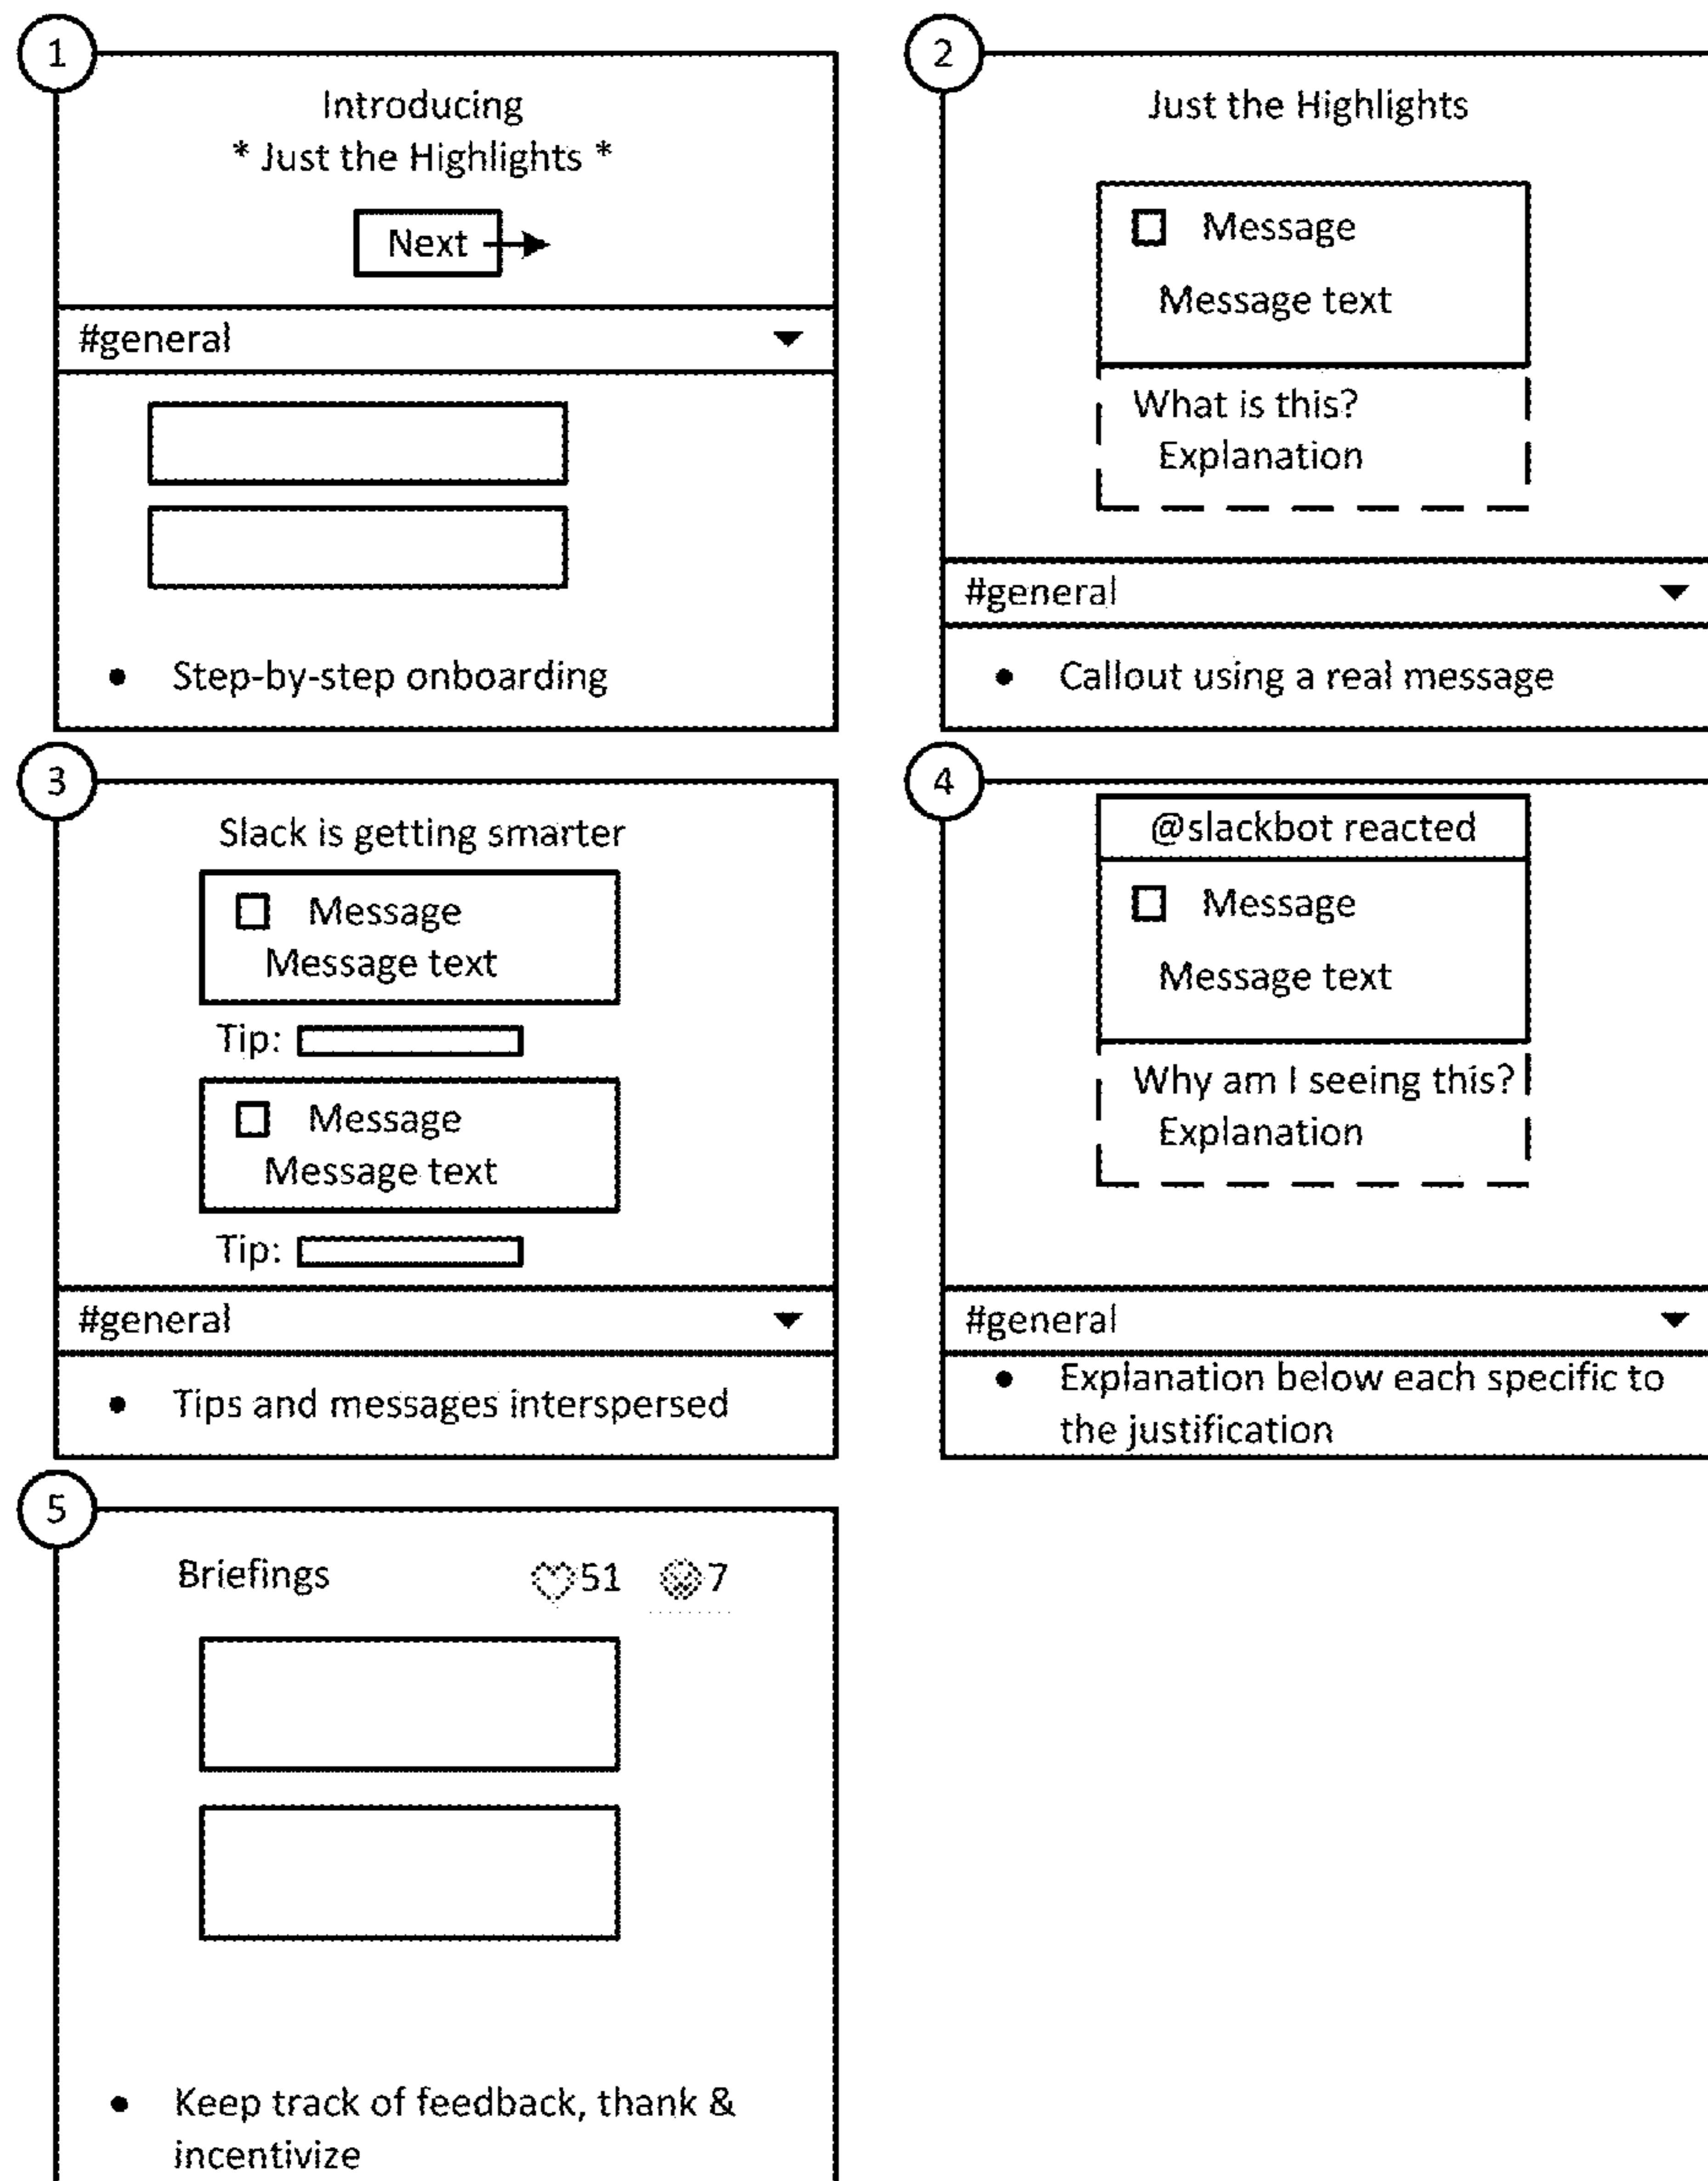 1
Introducing
* Just the Highlights *
Next
#general
• Step-by-step onboarding
2
Just the Highlights
Message
Message text
What is this?
Explanation
#general
• Callout using a real message
3
Slack is getting smarter
Message
Message text
Tip:
Message
Message text
Tip:
#general
• Tips and messages interspersed
4
@slackbot reacted
Message
Message text
Why am I seeing this?
Explanation
#general
• Explanation below each specific to
the justification
5
Briefings 51 7
• Keep track of feedback, thank &
incentivize